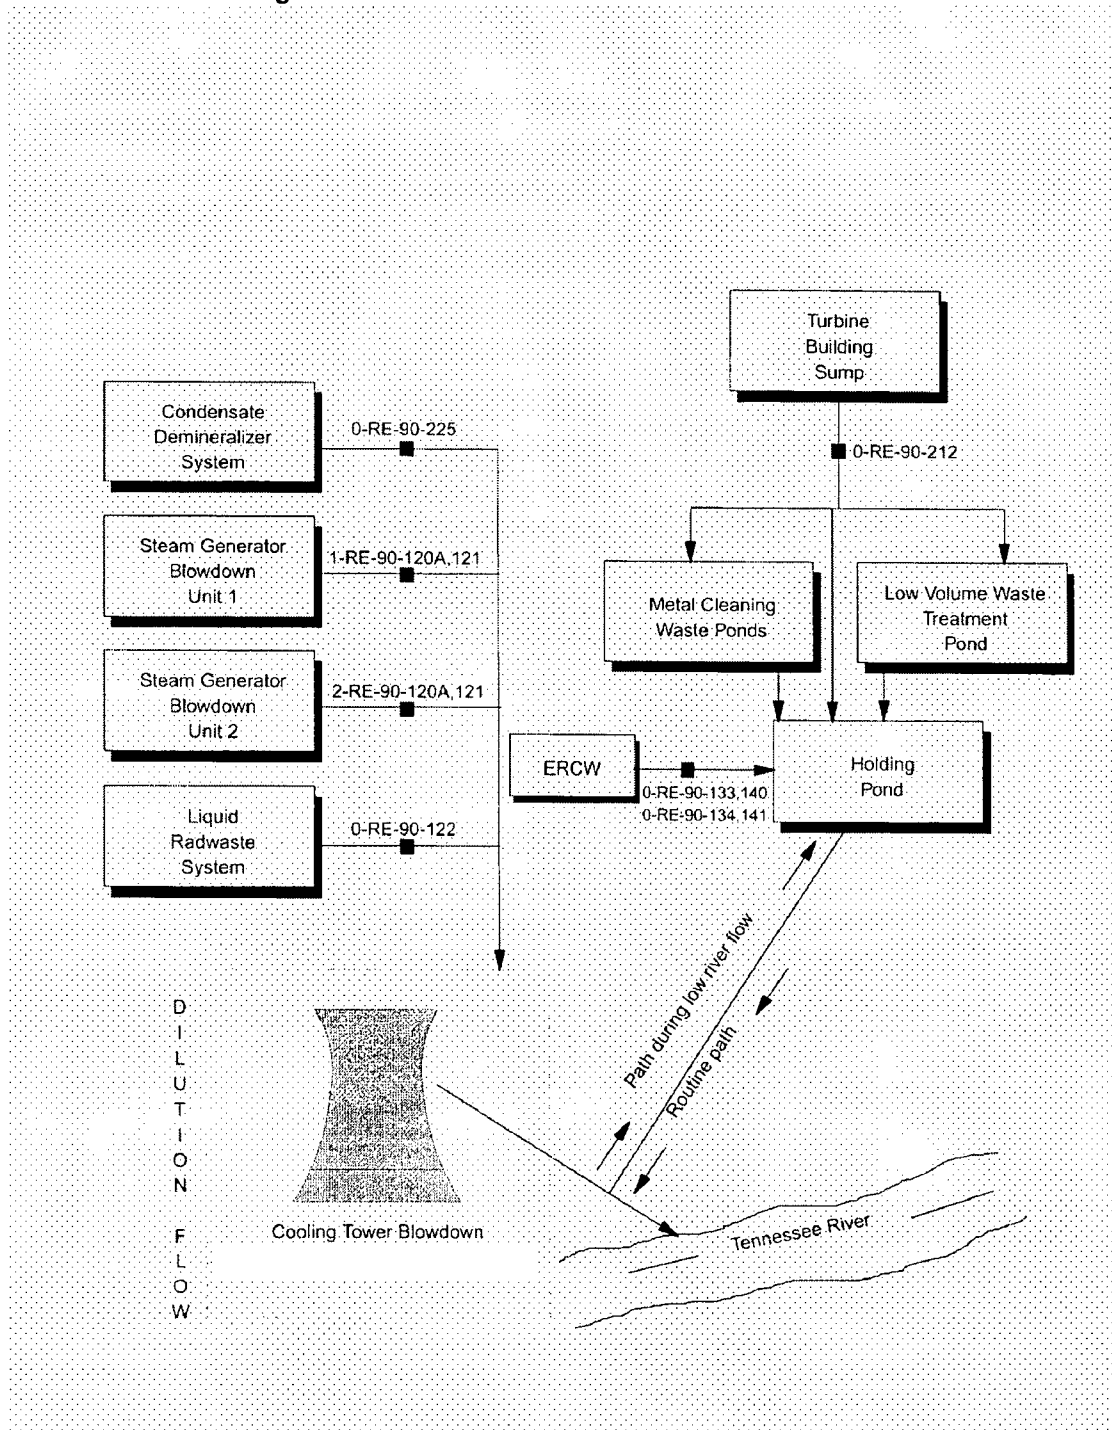 Turbine
Building
Sump
0-RE-90-212
Condensate
Demineralizer
System
0-RE-90-225
Steam Generator
Blowdown
Unit 1
1-RE-90-120A,121
Metal Cleaning
Waste Ponds
Low Volume Waste
Treatment
Pond
Steam Generator
Blowdown
Unit 2
2-RE-90-120A,121
ERCW
0-RE-90-133,140
0-RE-90-134,141
Holding
Pond
Liquid
Radwaste
System
0-RE-90-122
Path during low river flow
Routine path
DILUTION FLOW
Cooling Tower Blowdown
Tennessee River